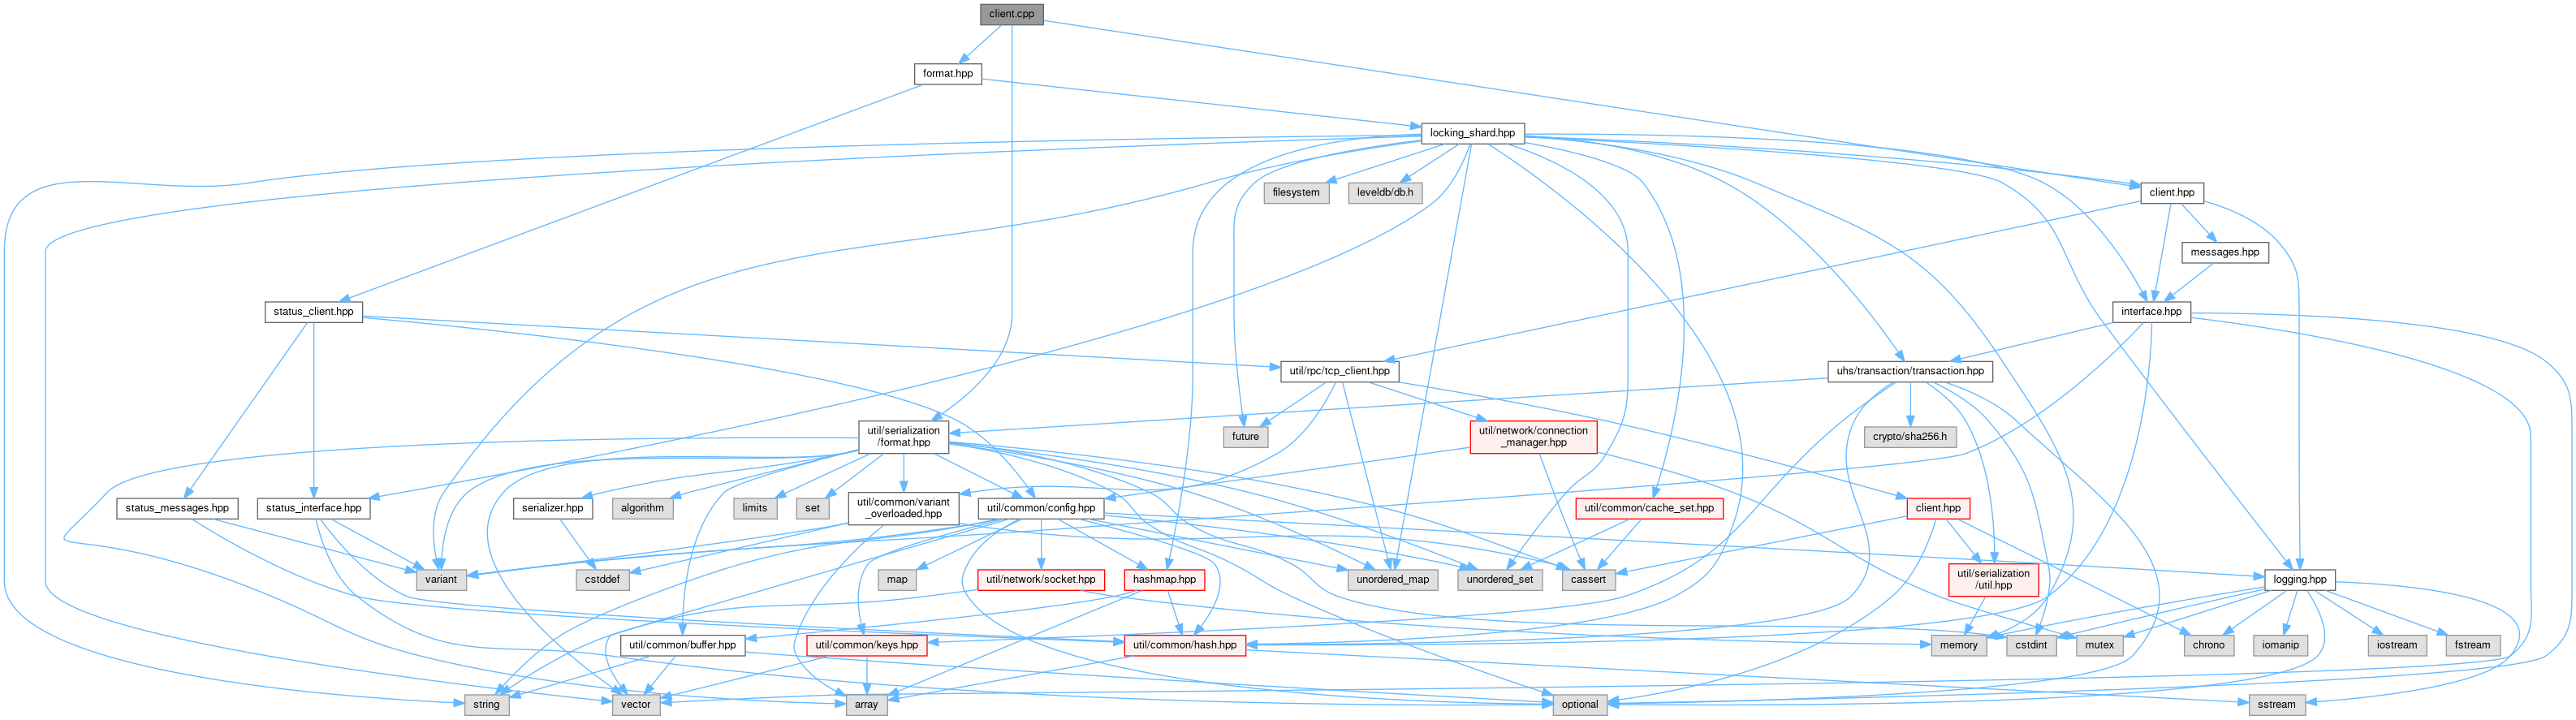 client.cpp
format.hpp
locking_shard.hpp
filesystem
leveldb/db.h
client.hpp
messages.hpp
status_client.hpp
interface.hpp
util/rpc/tcp_client.hpp
uhs/transaction/transaction.hpp
util/serialization
/format.hpp
future
util/network/connection
_manager.hpp
crypto/sha256.h
status_messages.hpp
status_interface.hpp
serializer.hpp
algorithm
limits
set
util/common/variant
_overloaded.hpp
util/common/config.hpp
util/common/cache_set.hpp
client.hpp
variant
cstddef
map
util/network/socket.hpp
hashmap.hpp
unordered_map
unordered_set
cassert
util/serialization
/util.hpp
logging.hpp
util/common/buffer.hpp
util/common/keys.hpp
util/common/hash.hpp
memory
cstdint
mutex
chrono
iomanip
iostream
fstream
string
vector
array
optional
sstream